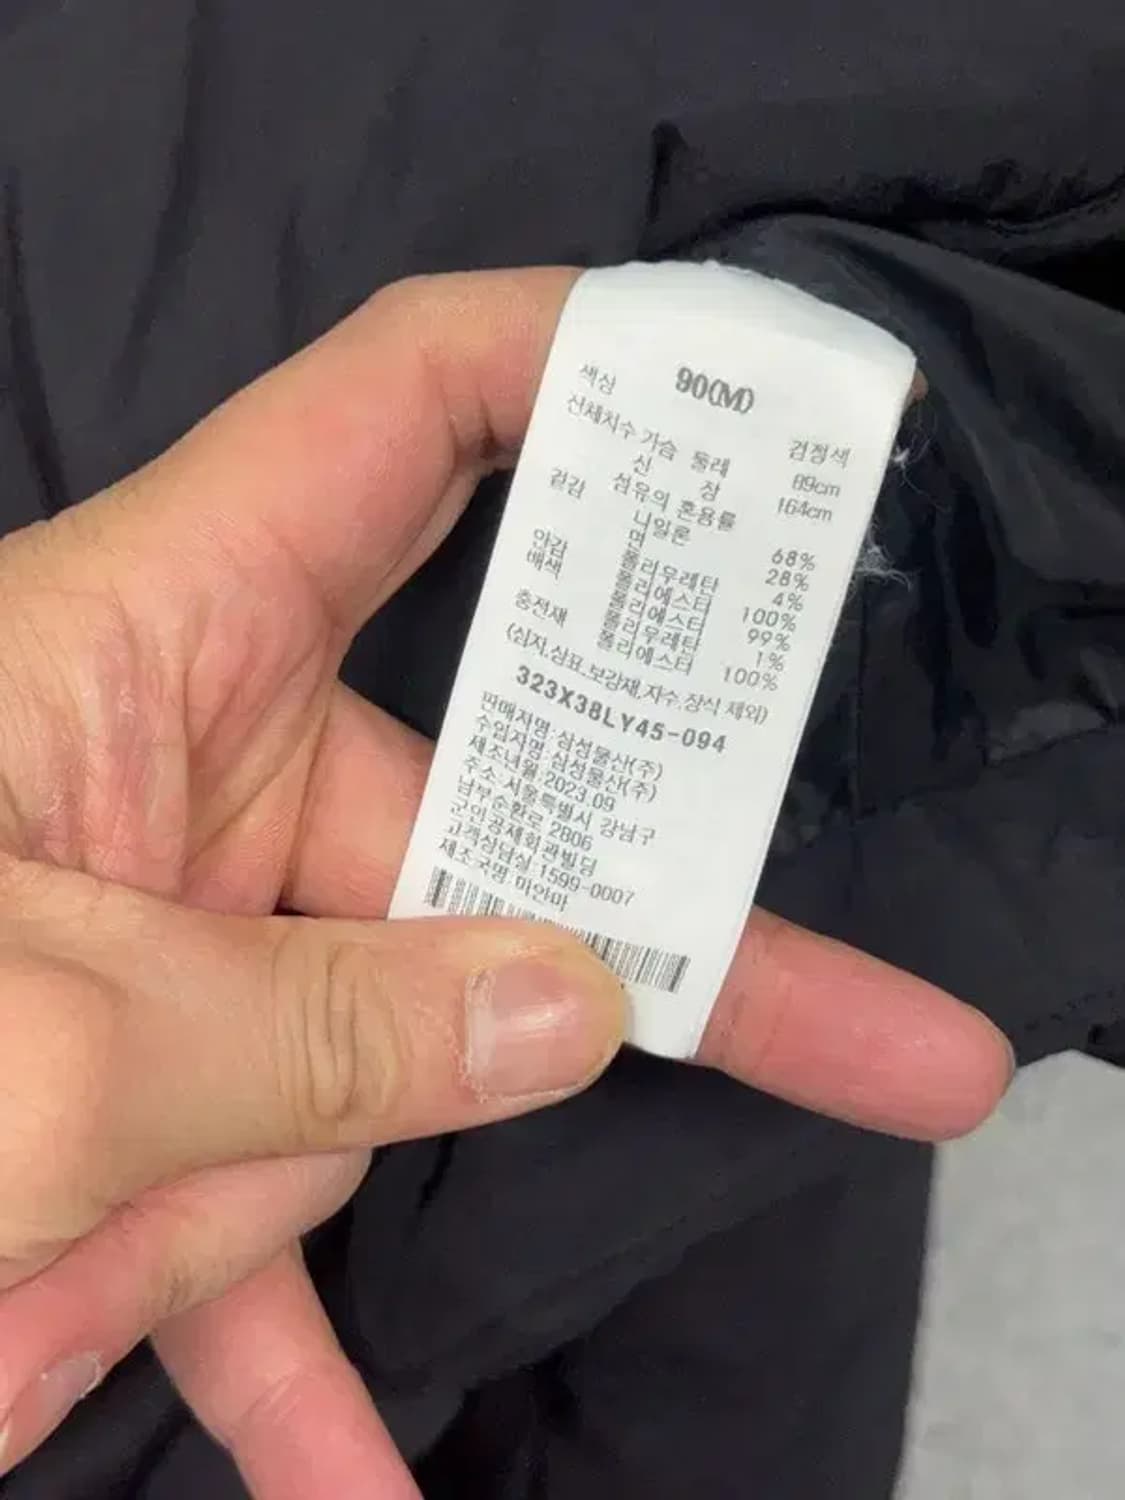 90(M)
색상 검정색
신체치수 가슴 둘레 89cm
신 장 164cm
섬유의 혼용률
겉감 나일론 68%
면 28%
폴리우레탄 4%
안감 폴리에스터 100%
배색 폴리에스터 99%
폴리우레탄 1%
충전재 폴리에스터 100%
(심지,상표,보강재,자수 장식 제외)
323X38LY45-094
판매자명:삼성물산(주)
수입자명:삼성물산(주)
제조년월:2023.09
주소:서울특별시 강남구
남부순환로 2806
군인공제회관빌딩
고객상담실:1599-0007
제조국명:미얀마